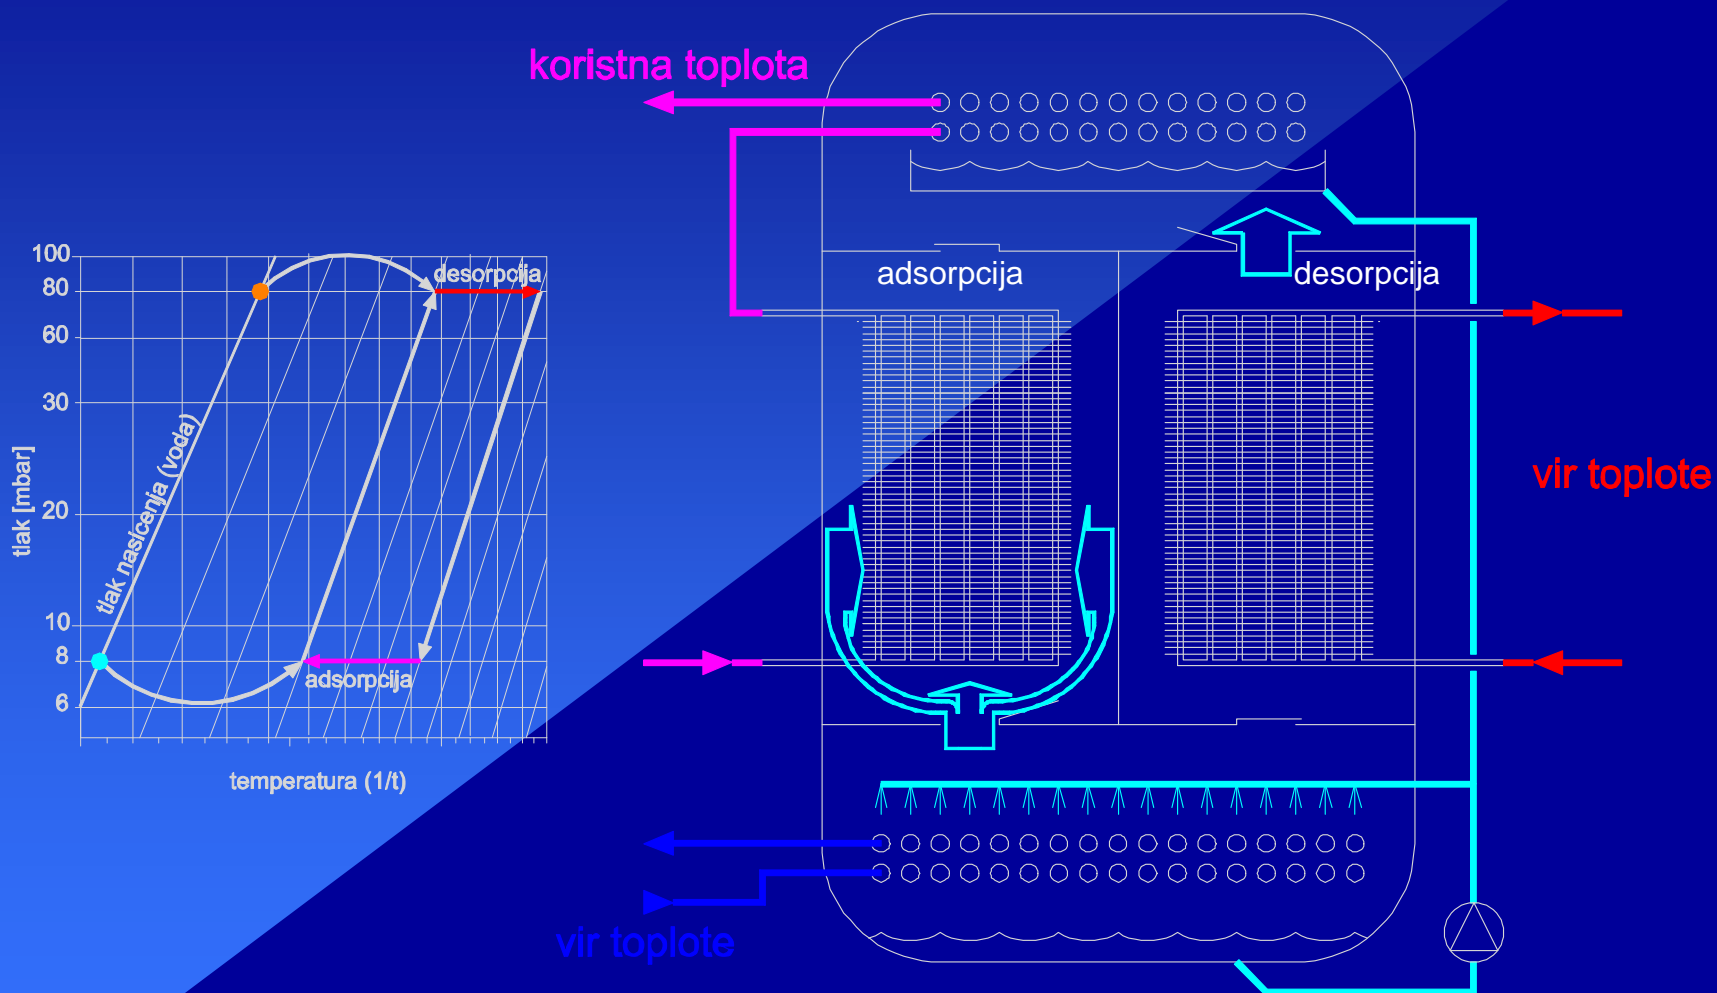 koristna toplota
100
80
60
30
20
10
8
6
tlak [mbar]
tlak nasicenja (voda)
desorpcija
adsorpcija
temperatura (1/t)
adsorpcija
desorpcija
vir toplote
vir toplote